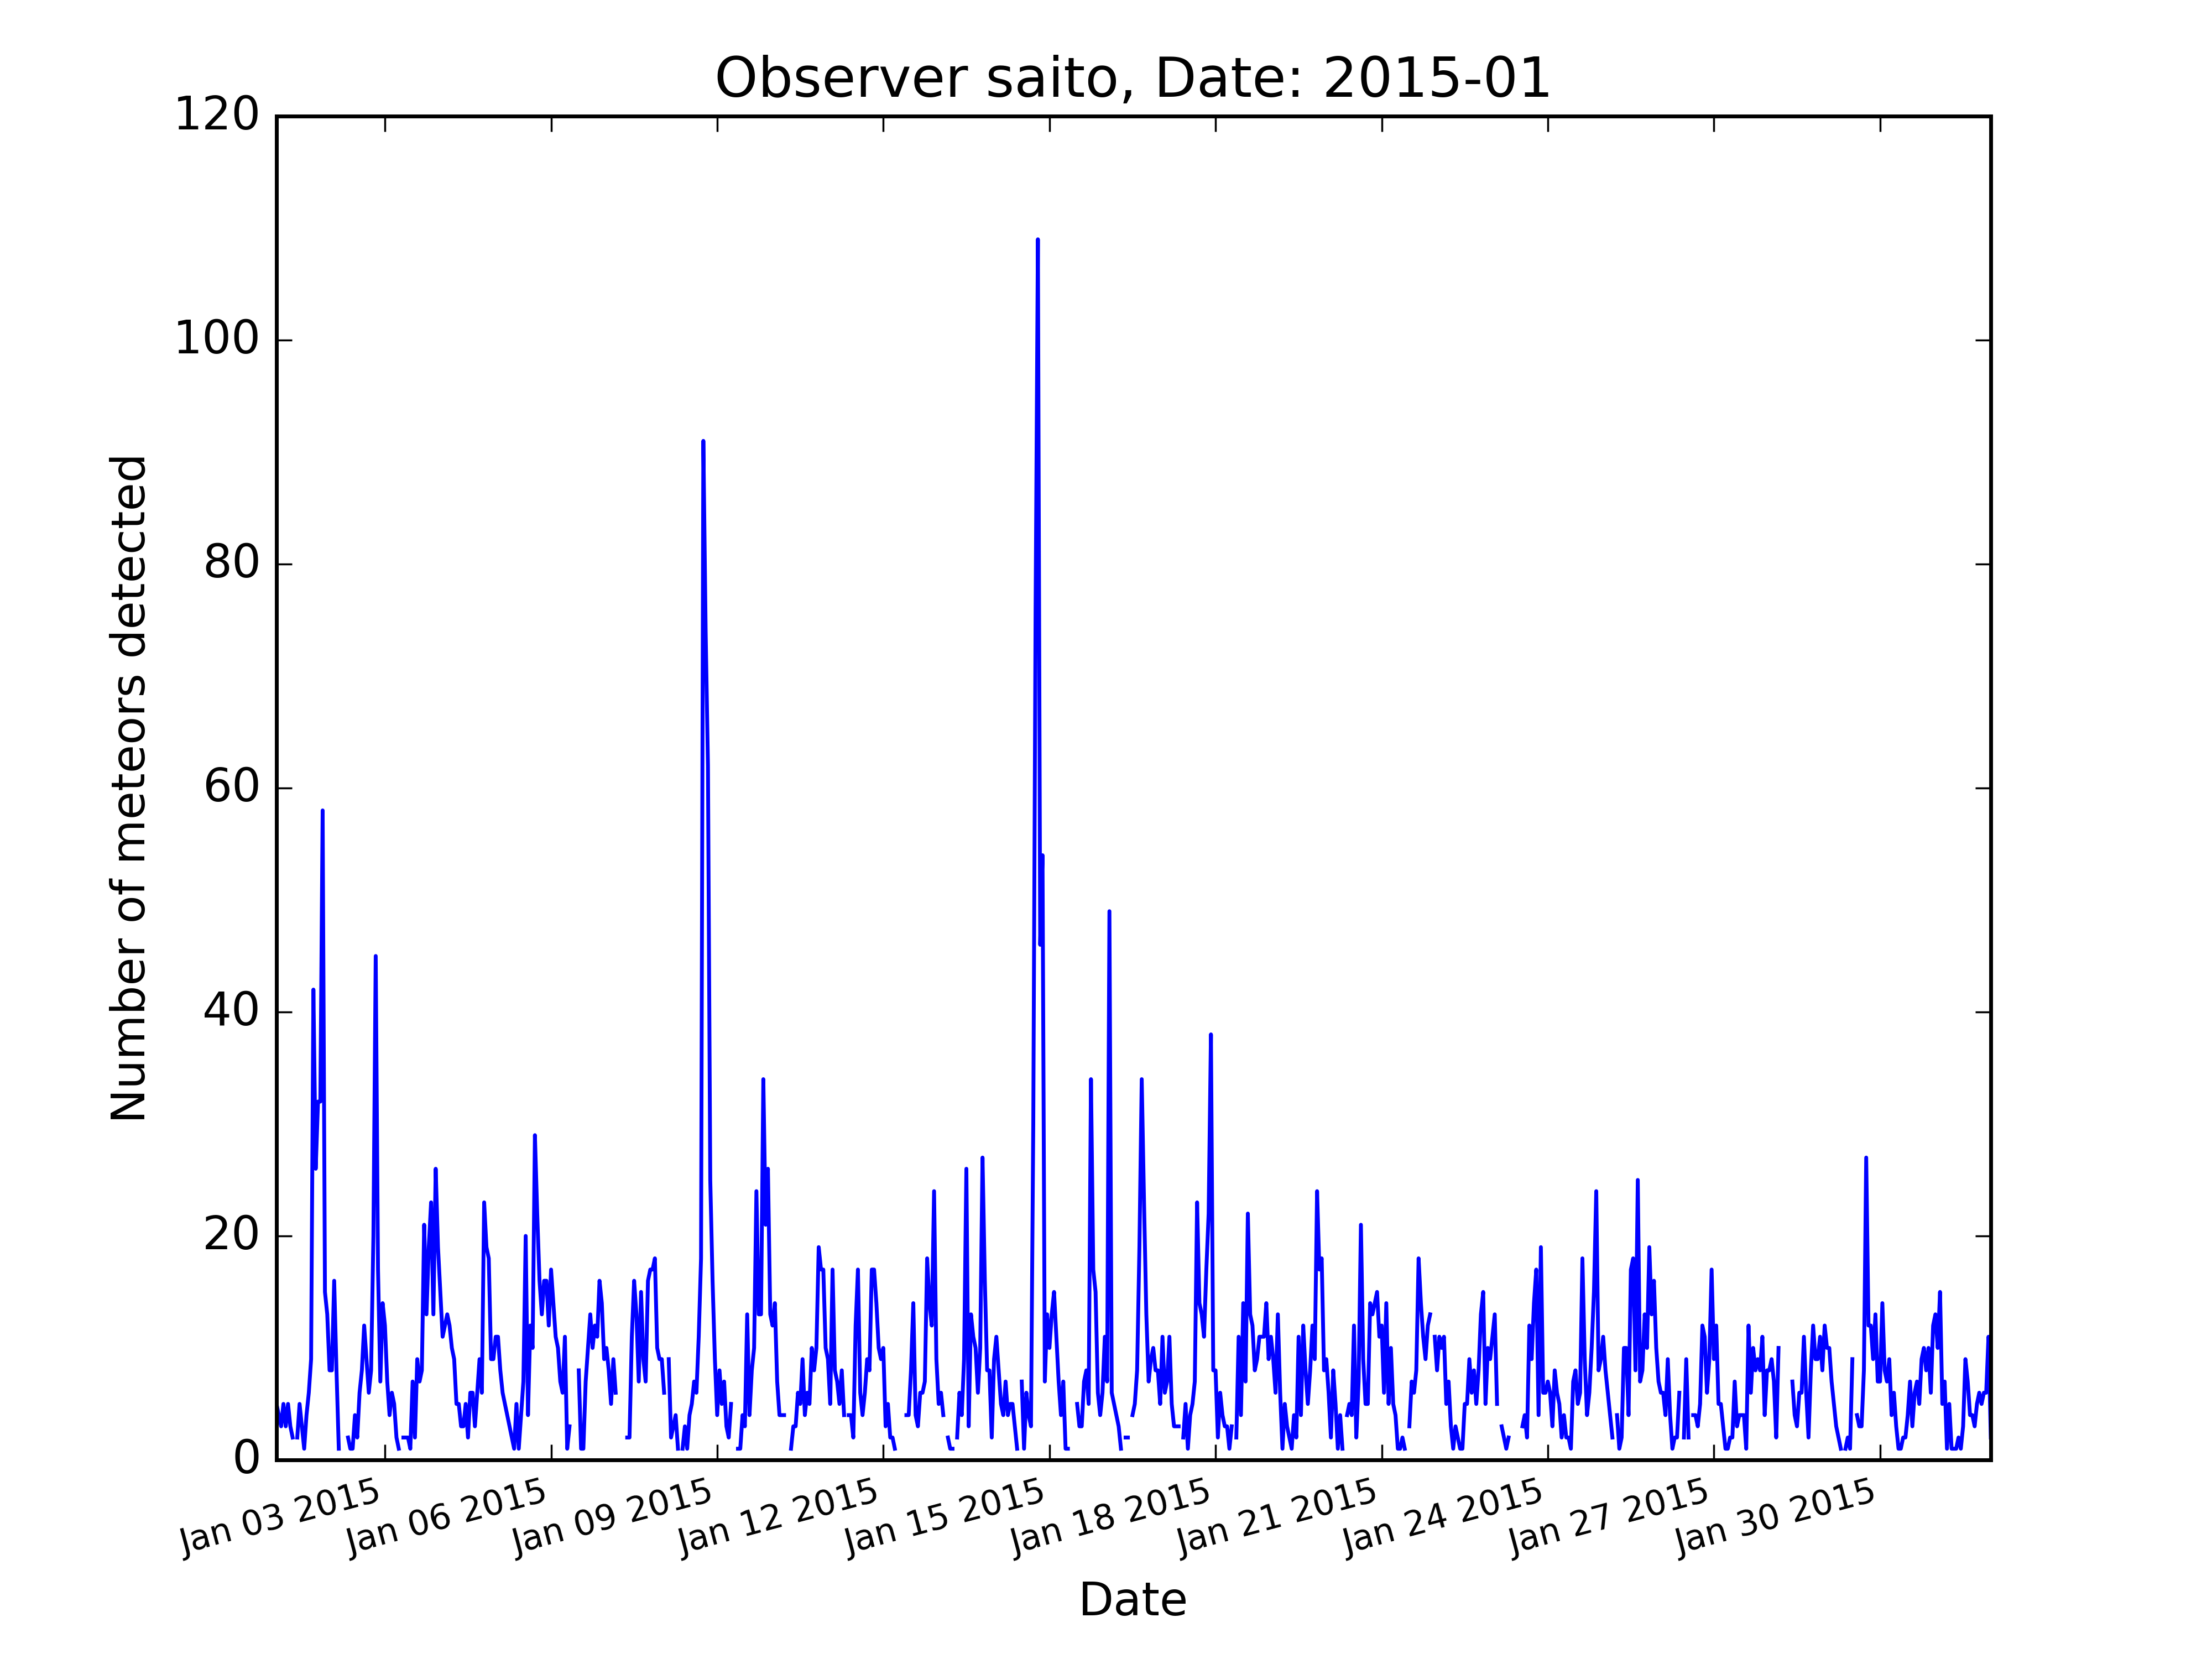 Observer saito, Date: 2015-01
120
100
80
60
40
20
0
Number of meteors detected
Jan 03 2015
Jan 06 2015
Jan 09 2015
Jan 12 2015
Jan 15 2015
Jan 18 2015
Jan 21 2015
Jan 24 2015
Jan 27 2015
Jan 30 2015
Date